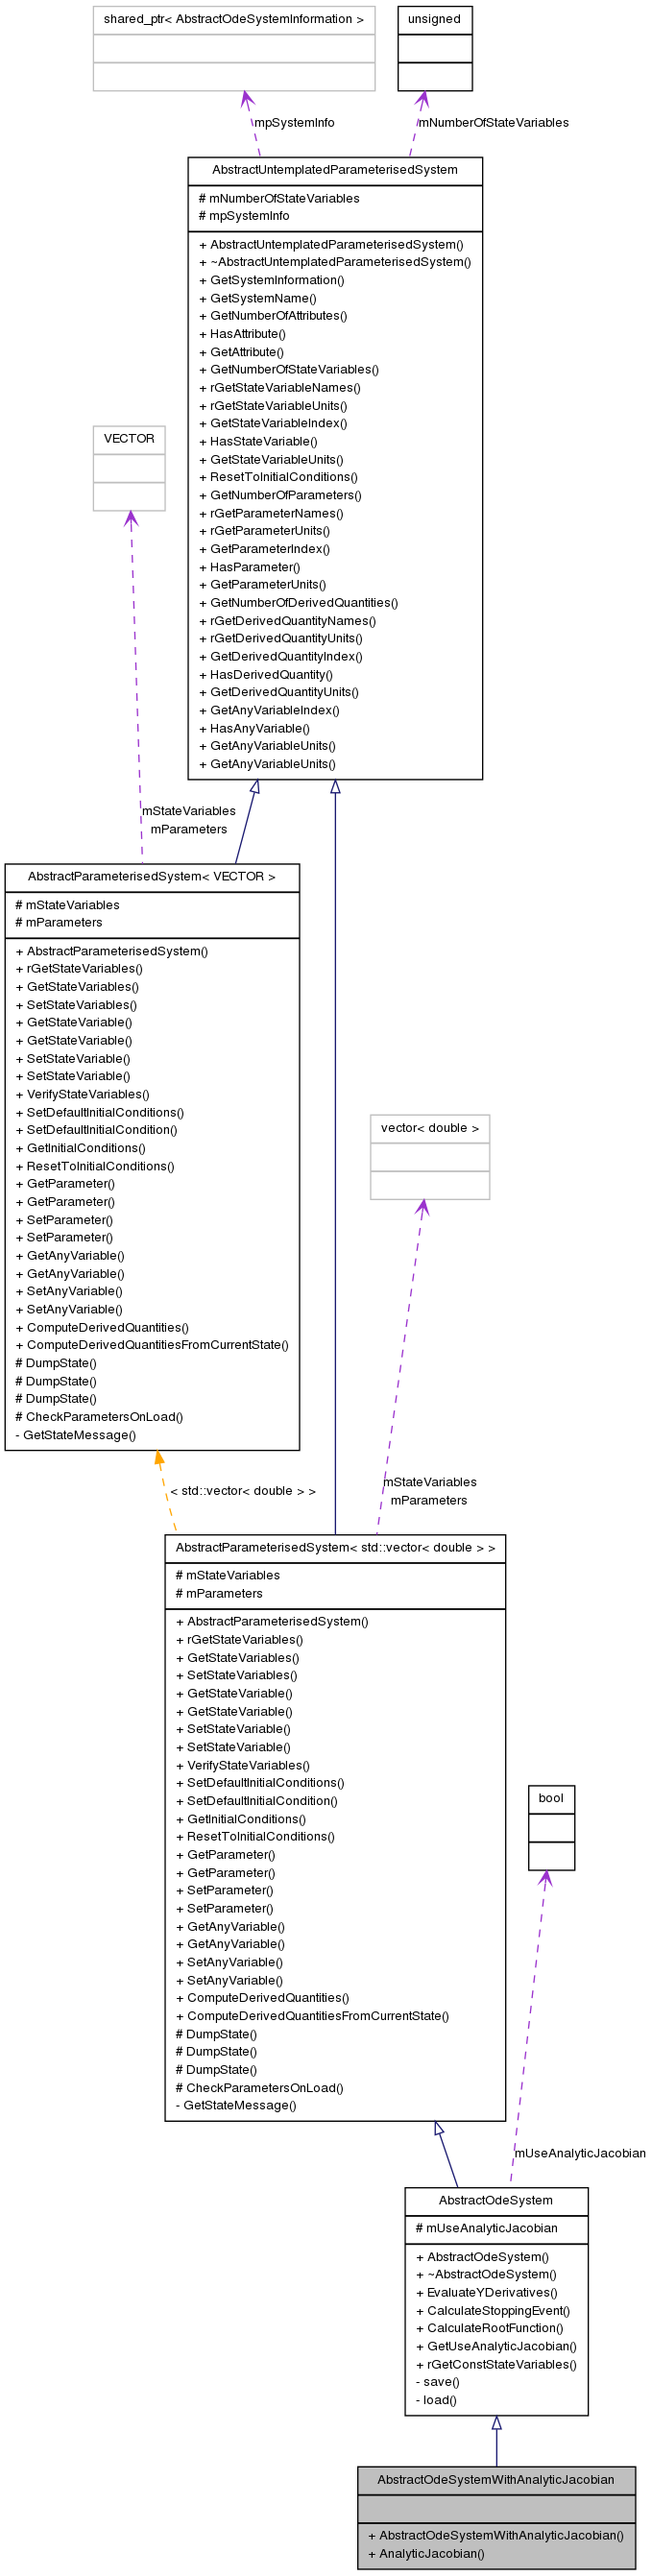 shared_ptr< AbstractOdeSystemInformation >
unsigned
mpSystemInfo
mNumberOfStateVariables
AbstractUntemplatedParameterisedSystem
# mNumberOfStateVariables
# mpSystemInfo
+ AbstractUntemplatedParameterisedSystem()
+ ~AbstractUntemplatedParameterisedSystem()
+ GetSystemInformation()
+ GetSystemName()
+ GetNumberOfAttributes()
+ HasAttribute()
+ GetAttribute()
+ GetNumberOfStateVariables()
+ rGetStateVariableNames()
+ rGetStateVariableUnits()
+ GetStateVariableIndex()
+ HasStateVariable()
+ GetStateVariableUnits()
+ ResetToInitialConditions()
+ GetNumberOfParameters()
+ rGetParameterNames()
+ rGetParameterUnits()
+ GetParameterIndex()
+ HasParameter()
+ GetParameterUnits()
+ GetNumberOfDerivedQuantities()
+ rGetDerivedQuantityNames()
+ rGetDerivedQuantityUnits()
+ GetDerivedQuantityIndex()
+ HasDerivedQuantity()
+ GetDerivedQuantityUnits()
+ GetAnyVariableIndex()
+ HasAnyVariable()
+ GetAnyVariableUnits()
+ GetAnyVariableUnits()
VECTOR
mStateVariables
mParameters
AbstractParameterisedSystem< VECTOR >
# mStateVariables
# mParameters
+ AbstractParameterisedSystem()
+ rGetStateVariables()
+ GetStateVariables()
+ SetStateVariables()
+ GetStateVariable()
+ GetStateVariable()
+ SetStateVariable()
+ SetStateVariable()
+ VerifyStateVariables()
+ SetDefaultInitialConditions()
+ SetDefaultInitialCondition()
+ GetInitialConditions()
+ ResetToInitialConditions()
+ GetParameter()
+ GetParameter()
+ SetParameter()
+ SetParameter()
+ GetAnyVariable()
+ GetAnyVariable()
+ SetAnyVariable()
+ SetAnyVariable()
+ ComputeDerivedQuantities()
+ ComputeDerivedQuantitiesFromCurrentState()
# DumpState()
# DumpState()
# DumpState()
# CheckParametersOnLoad()
- GetStateMessage()
vector< double >
< std::vector< double > >
mStateVariables
mParameters
AbstractParameterisedSystem< std::vector< double > >
# mStateVariables
# mParameters
+ AbstractParameterisedSystem()
+ rGetStateVariables()
+ GetStateVariables()
+ SetStateVariables()
+ GetStateVariable()
+ GetStateVariable()
+ SetStateVariable()
+ SetStateVariable()
+ VerifyStateVariables()
+ SetDefaultInitialConditions()
+ SetDefaultInitialCondition()
+ GetInitialConditions()
+ ResetToInitialConditions()
+ GetParameter()
+ GetParameter()
+ SetParameter()
+ SetParameter()
+ GetAnyVariable()
+ GetAnyVariable()
+ SetAnyVariable()
+ SetAnyVariable()
+ ComputeDerivedQuantities()
+ ComputeDerivedQuantitiesFromCurrentState()
# DumpState()
# DumpState()
# DumpState()
# CheckParametersOnLoad()
- GetStateMessage()
bool
mUseAnalyticJacobian
AbstractOdeSystem
# mUseAnalyticJacobian
+ AbstractOdeSystem()
+ ~AbstractOdeSystem()
+ EvaluateYDerivatives()
+ CalculateStoppingEvent()
+ CalculateRootFunction()
+ GetUseAnalyticJacobian()
+ rGetConstStateVariables()
- save()
- load()
AbstractOdeSystemWithAnalyticJacobian
+ AbstractOdeSystemWithAnalyticJacobian()
+ AnalyticJacobian()